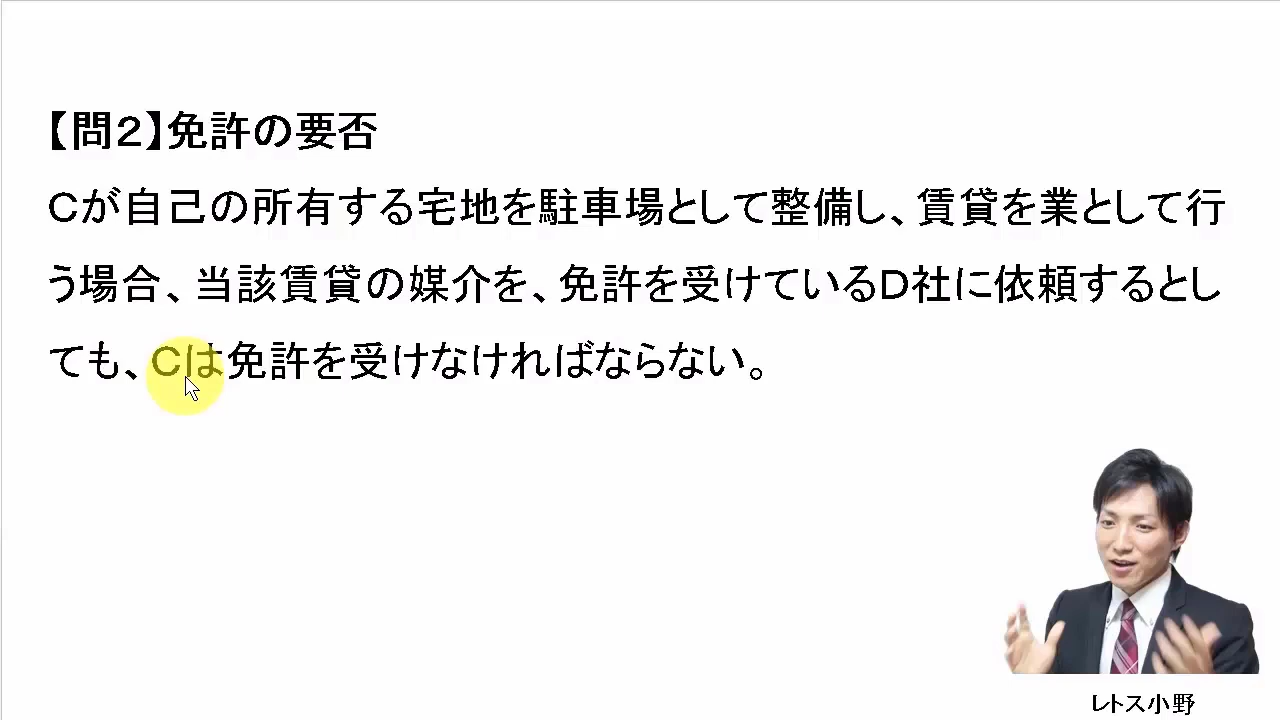 【問２】免許の要否
Ｃが自己の所有する宅地を駐車場として整備し、賃貸を業として行
う場合、当該賃貸の媒介を、免許を受けているＤ社に依頼するとし
ても、Ｃは免許を受けなければならない。
レトス小野